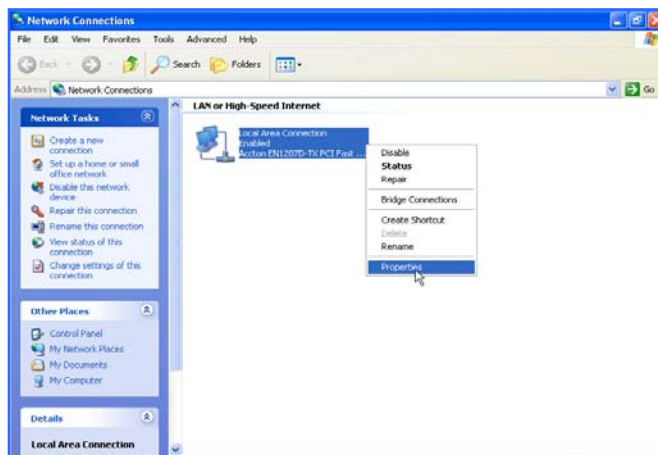 Network Connections
File Edit View Favorites Tools Advanced Help
Back Search Folders
Address Network Connections Go
Network Tasks
Create a new
connection
Set up a home or small
office network
Disable this network
device
Repair this connection
Rename this connection
View status of this
connection
Change settings of this
connection
Other Places
Control Panel
My Network Places
My Documents
My Computer
Details
Local Area Connection
LAN or High-Speed Internet
Local Area Connection
Enabled
Accton EN1207D-TX PCI Fast ...
Disable
Status
Repair
Bridge Connections
Create Shortcut
Delete
Rename
Properties